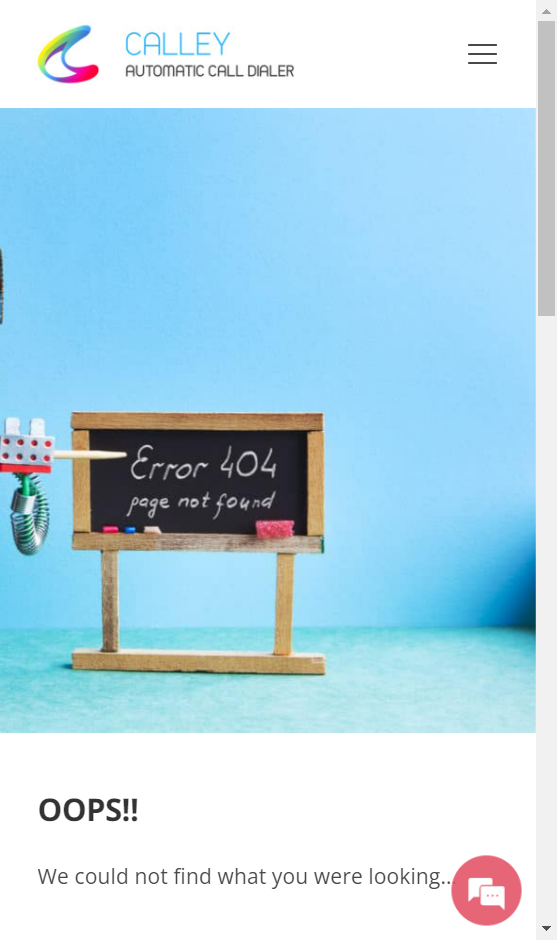 CALLEY
AUTOMATIC CALL DIALER
Error 404
page not found
OOPS!!
We could not find what you were looking...